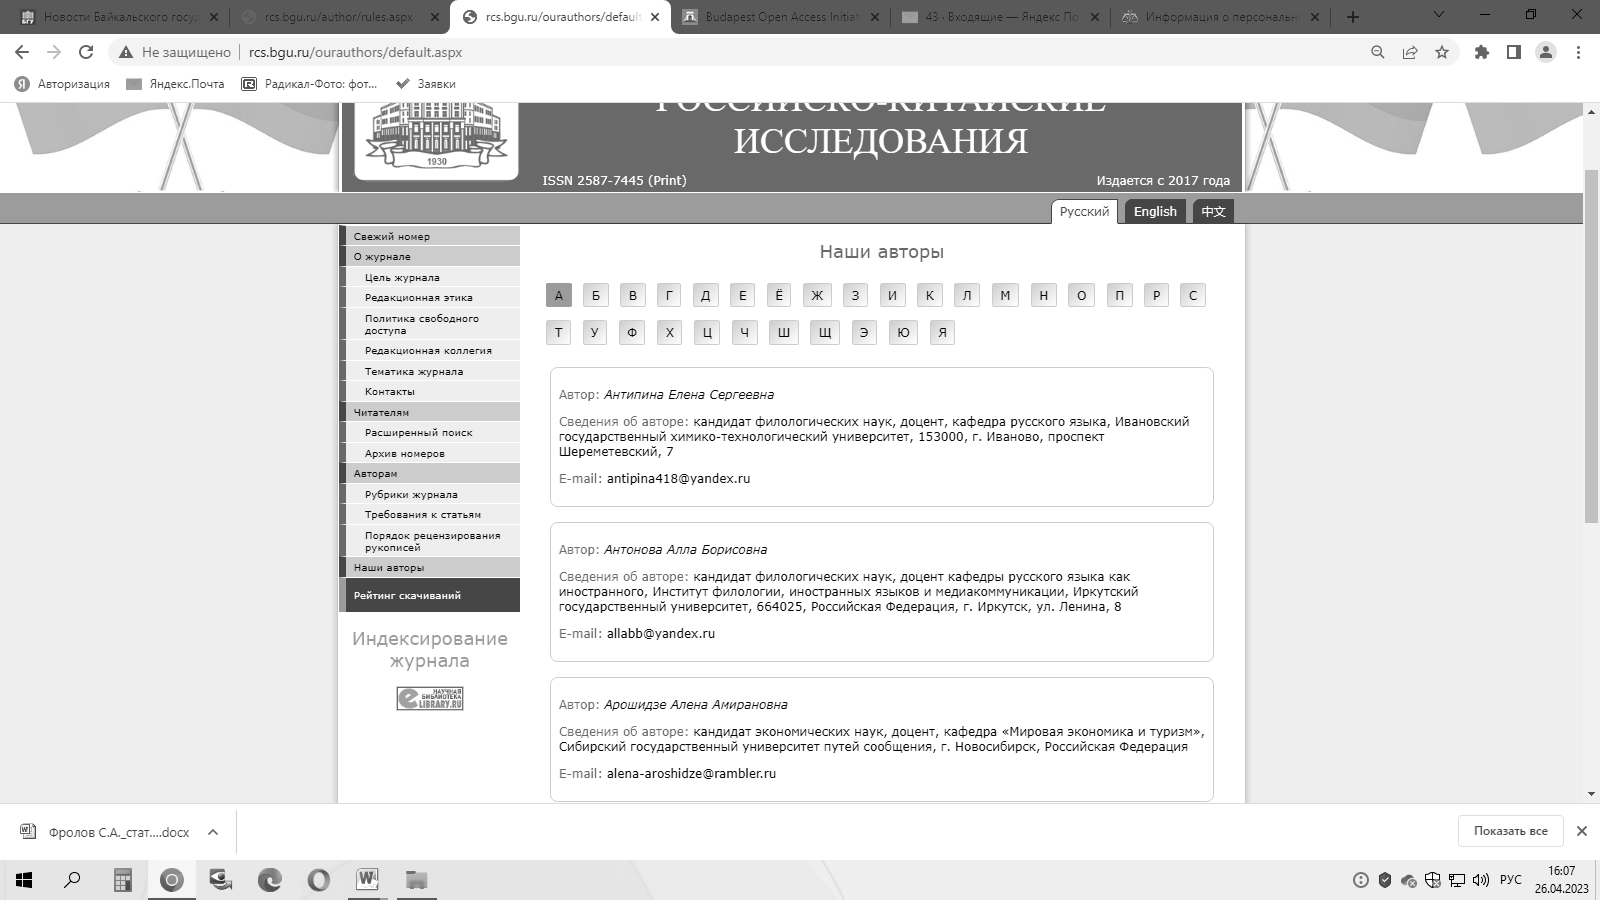 Новости Байкальского госуд
rcs.bgu.ru/author/rules.aspx
rcs.bgu.ru/ourauthors/default
Budapest Open Access Initiat
43 · Входящие — Яндекс По
Информация о персональн
Не защищено
rcs.bgu.ru/ourauthors/default.aspx
Авторизация
Яндекс.Почта
Радикал-Фото: фот...
Заявки
РОССИЙСКО-КИТАЙСКИЕ
ИССЛЕДОВАНИЯ
1930
ISSN 2587-7445 (Print)
Издается с 2017 года
Русский
English
中文
Свежий номер
О журнале
Цель журнала
Редакционная этика
Политика свободного
доступа
Редакционная коллегия
Тематика журнала
Контакты
Читателям
Расширенный поиск
Архив номеров
Авторам
Рубрики журнала
Требования к статьям
Порядок рецензирования
рукописей
Наши авторы
Рейтинг скачиваний
Индексирование
журнала
НАУЧНАЯ
БИБЛИОТЕКА
eLIBRARY.RU
Наши авторы
А Б В Г Д Е Ё Ж З И К Л М Н О П Р С
Т У Ф Х Ц Ч Ш Щ Э Ю Я
Автор: Антипина Елена Сергеевна
Сведения об авторе: кандидат филологических наук, доцент, кафедра русского языка, Ивановский
государственный химико-технологический университет, 153000, г. Иваново, проспект
Шереметевский, 7
E-mail: antipina418@yandex.ru
Автор: Антонова Алла Борисовна
Сведения об авторе: кандидат филологических наук, доцент кафедры русского языка как
иностранного, Институт филологии, иностранных языков и медиакоммуникации, Иркутский
государственный университет, 664025, Российская Федерация, г. Иркутск, ул. Ленина, 8
E-mail: allabb@yandex.ru
Автор: Арошидзе Алена Амирановна
Сведения об авторе: кандидат экономических наук, доцент, кафедра «Мировая экономика и туризм»,
Сибирский государственный университет путей сообщения, г. Новосибирск, Российская Федерация
E-mail: alena-aroshidze@rambler.ru
Фролов С.А._стат....docx
Показать все
РУС
16:07
26.04.2023